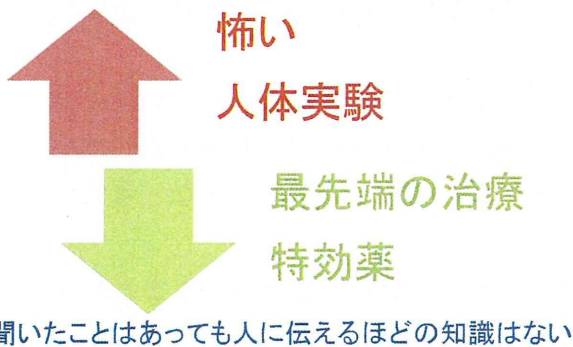 怖い
人体実験
最先端の治療
特効薬
聞いたことはあっても人に伝えるほどの知識はない